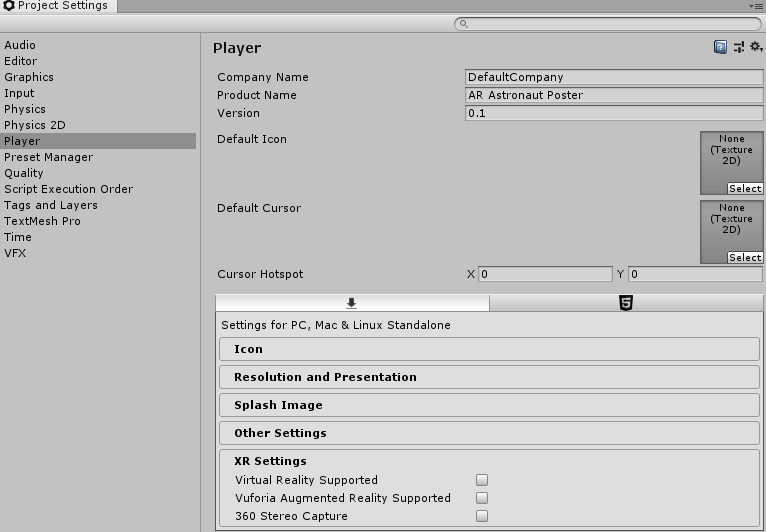 Project Settings
Audio
Editor
Graphics
Input
Physics
Physics 2D
Player
Preset Manager
Quality
Script Execution Order
Tags and Layers
TextMesh Pro
Time
VFX
Player
Company Name DefaultCompany
Product Name AR Astronaut Poster
Version 0.1
Default Icon
None
(Texture
2D)
Select
Default Cursor
None
(Texture
2D)
Select
Cursor Hotspot X 0 Y 0
Settings for PC, Mac & Linux Standalone
Icon
Resolution and Presentation
Splash Image
Other Settings
XR Settings
Virtual Reality Supported
Vuforia Augmented Reality Supported
360 Stereo Capture